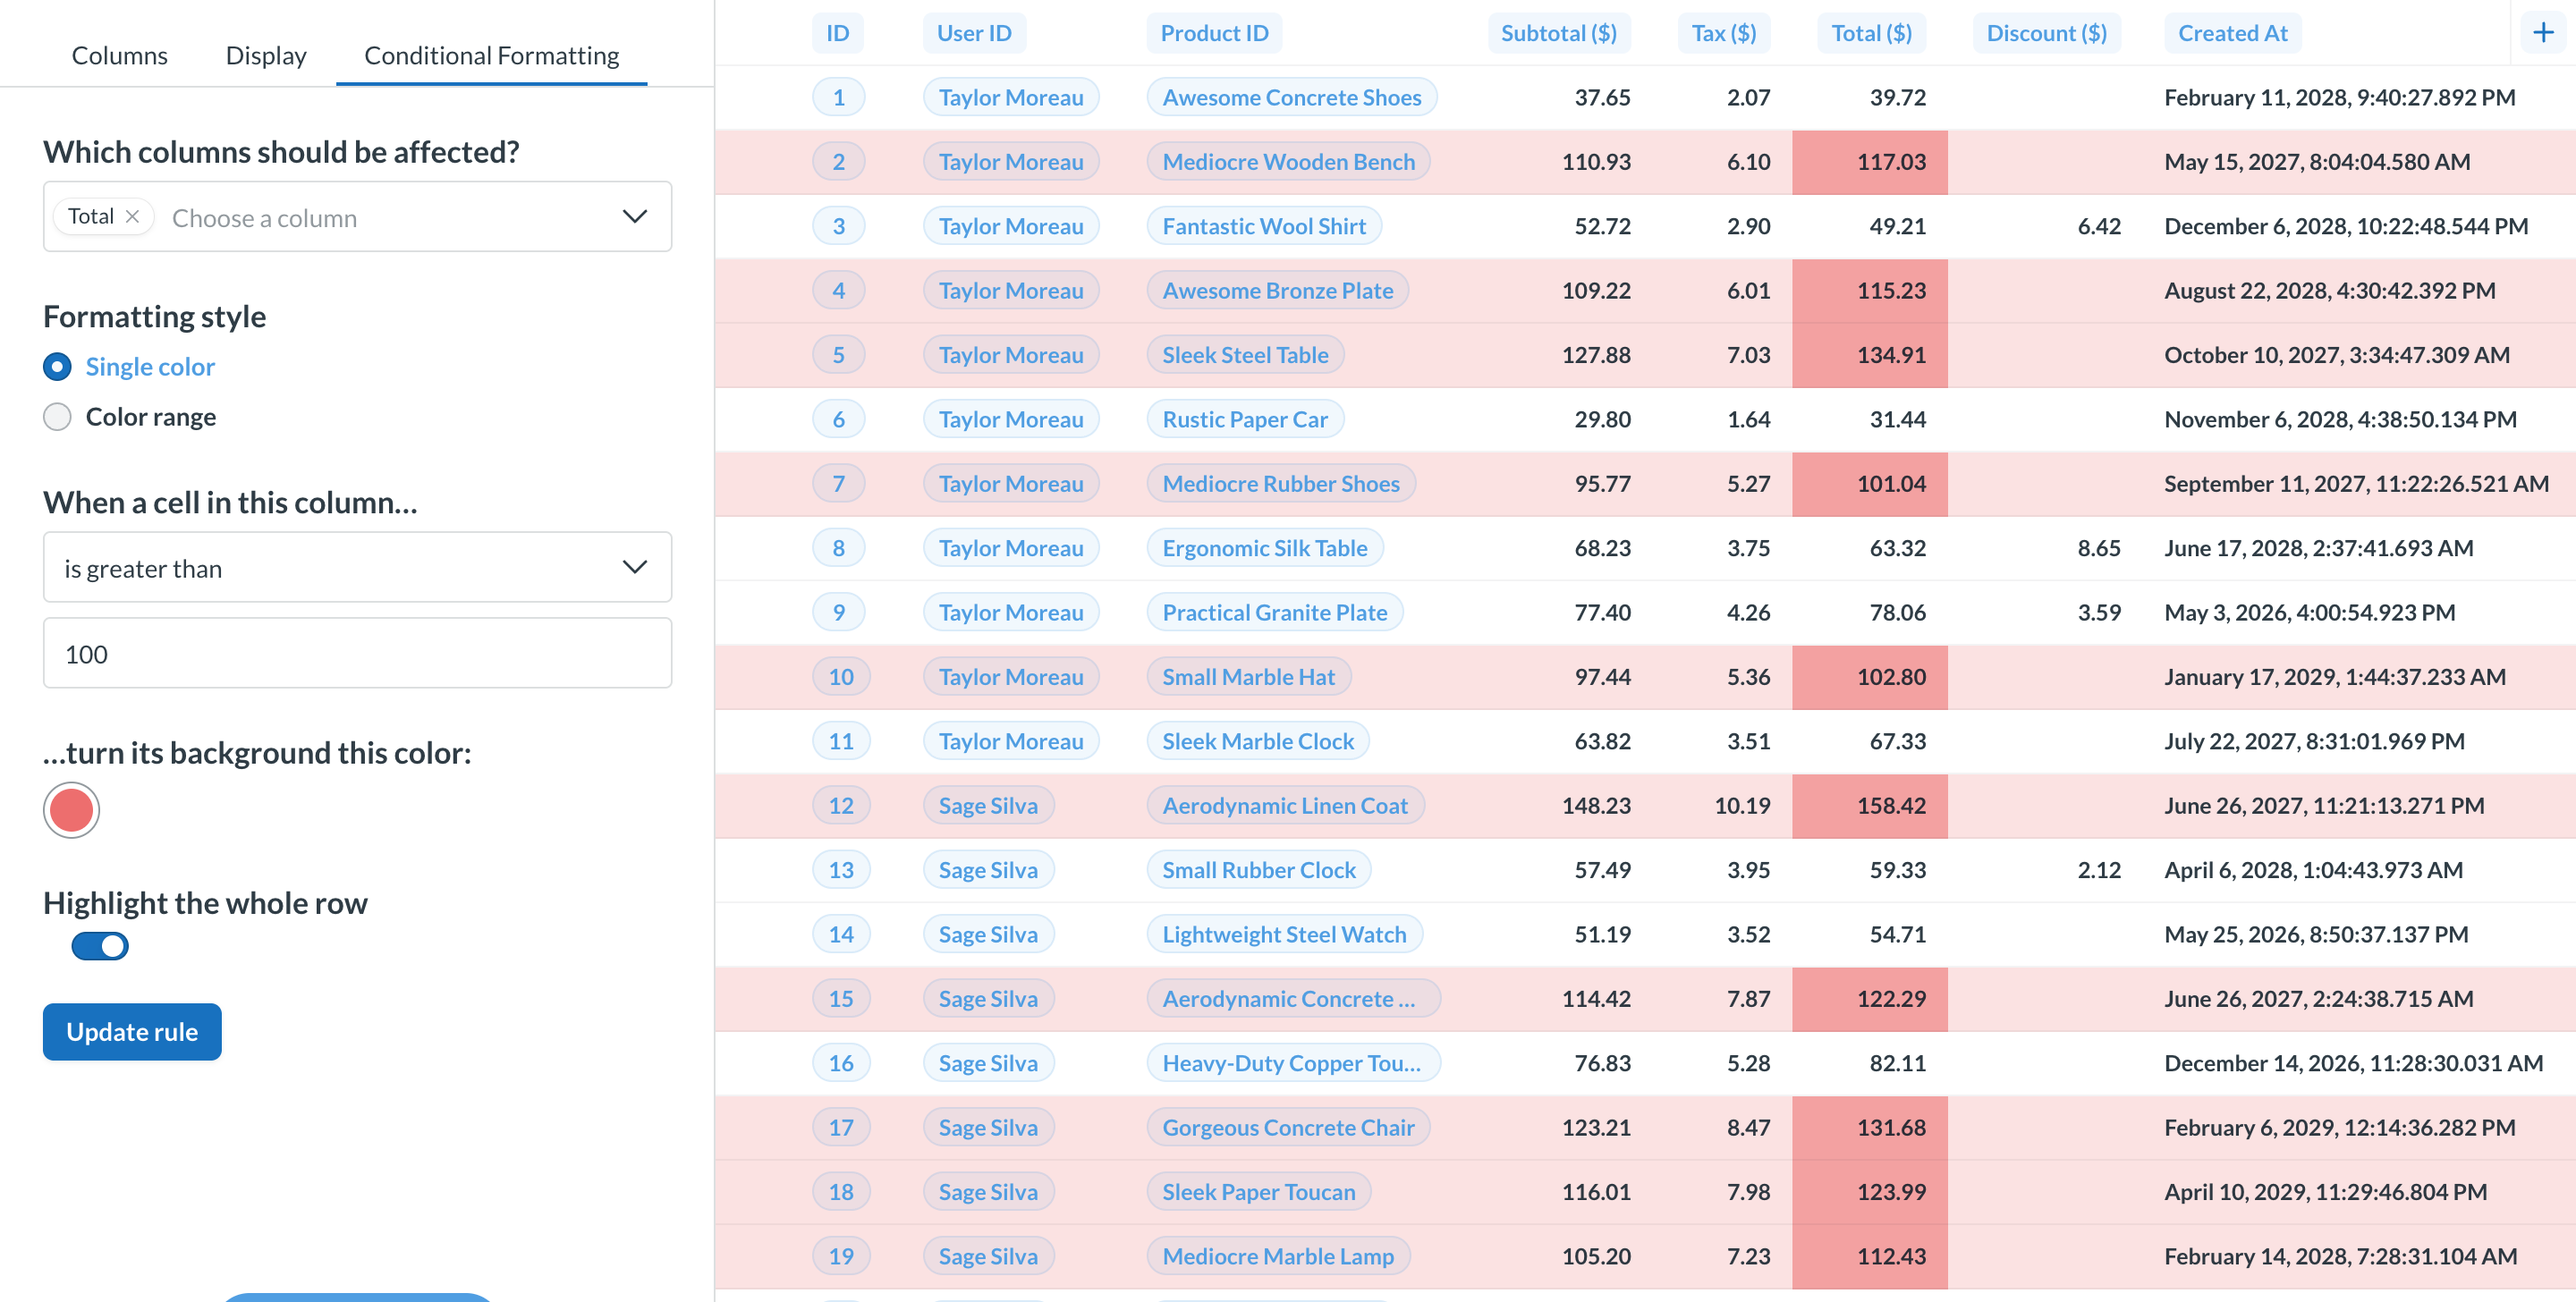 Columns Display Conditional Formatting
Which columns should be affected?
Total Choose a column
Formatting style
Single color
Color range
When a cell in this column...
is greater than
100
...turn its background this color:
Highlight the whole row
Update rule
ID User ID Product ID Subtotal ($) Tax ($) Total ($) Discount ($) Created At
1 Taylor Moreau Awesome Concrete Shoes 37.65 2.07 39.72 February 11, 2028, 9:40:27.892 PM
2 Taylor Moreau Mediocre Wooden Bench 110.93 6.10 117.03 May 15, 2027, 8:04:04.580 AM
3 Taylor Moreau Fantastic Wool Shirt 52.72 2.90 49.21 6.42 December 6, 2028, 10:22:48.544 PM
4 Taylor Moreau Awesome Bronze Plate 109.22 6.01 115.23 August 22, 2028, 4:30:42.392 PM
5 Taylor Moreau Sleek Steel Table 127.88 7.03 134.91 October 10, 2027, 3:34:47.309 AM
6 Taylor Moreau Rustic Paper Car 29.80 1.64 31.44 November 6, 2028, 4:38:50.134 PM
7 Taylor Moreau Mediocre Rubber Shoes 95.77 5.27 101.04 September 11, 2027, 11:22:26.521 AM
8 Taylor Moreau Ergonomic Silk Table 68.23 3.75 63.32 8.65 June 17, 2028, 2:37:41.693 AM
9 Taylor Moreau Practical Granite Plate 77.40 4.26 78.06 3.59 May 3, 2026, 4:00:54.923 PM
10 Taylor Moreau Small Marble Hat 97.44 5.36 102.80 January 17, 2029, 1:44:37.233 AM
11 Taylor Moreau Sleek Marble Clock 63.82 3.51 67.33 July 22, 2027, 8:31:01.969 PM
12 Sage Silva Aerodynamic Linen Coat 148.23 10.19 158.42 June 26, 2027, 11:21:13.271 PM
13 Sage Silva Small Rubber Clock 57.49 3.95 59.33 2.12 April 6, 2028, 1:04:43.973 AM
14 Sage Silva Lightweight Steel Watch 51.19 3.52 54.71 May 25, 2026, 8:50:37.137 PM
15 Sage Silva Aerodynamic Concrete ... 114.42 7.87 122.29 June 26, 2027, 2:24:38.715 AM
16 Sage Silva Heavy-Duty Copper Tou... 76.83 5.28 82.11 December 14, 2026, 11:28:30.031 AM
17 Sage Silva Gorgeous Concrete Chair 123.21 8.47 131.68 February 6, 2029, 12:14:36.282 PM
18 Sage Silva Sleek Paper Toucan 116.01 7.98 123.99 April 10, 2029, 11:29:46.804 PM
19 Sage Silva Mediocre Marble Lamp 105.20 7.23 112.43 February 14, 2028, 7:28:31.104 AM